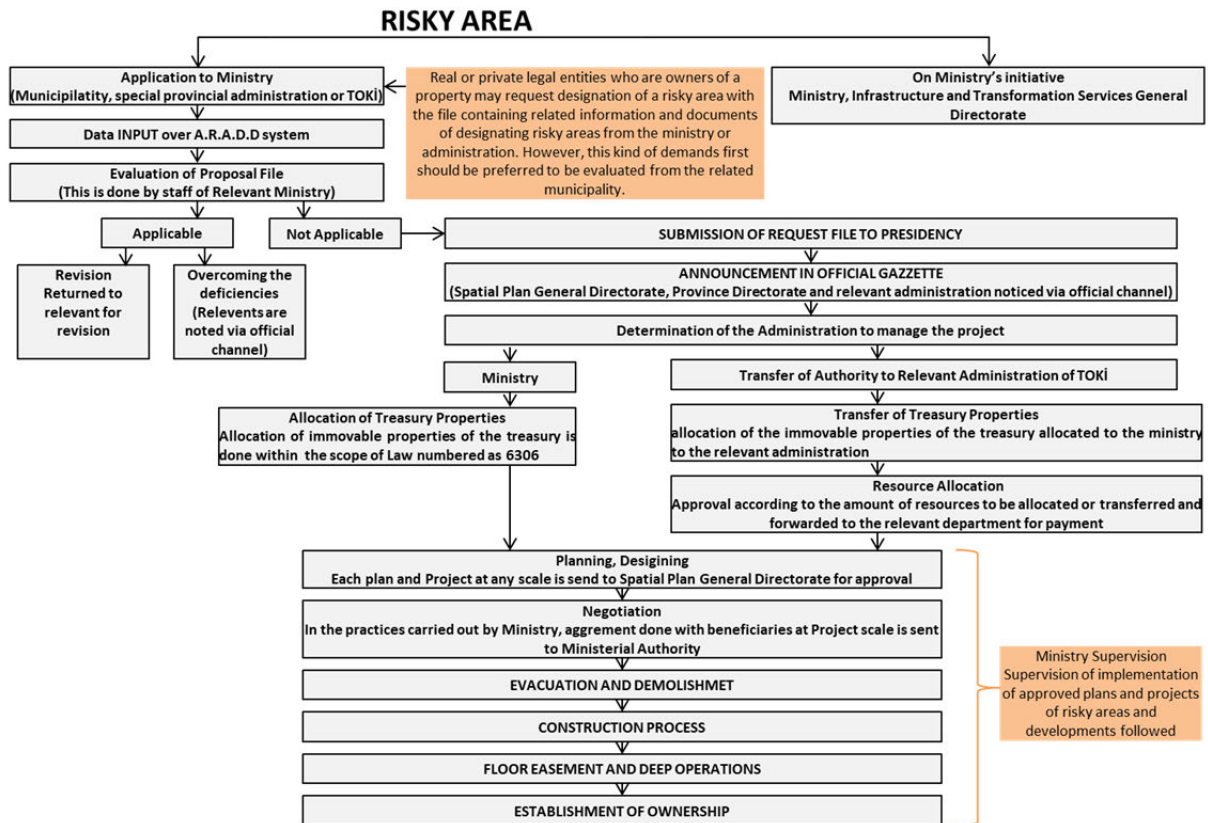 RISKY AREA
Application to Ministry
(Municipilatity, special provincial administration or TOKİ)
Real or private legal entities who are owners of a
property may request designation of a risky area with
the file containing related information and documents
of designating risky areas from the ministry or
administration. However, this kind of demands first
should be preferred to be evaluated from the related
municipality.
On Ministry's initiative
Ministry, Infrastructure and Transformation Services General
Directorate
Data INPUT over A.R.A.D.D system
Evaluation of Proposal File
(This is done by staff of Relevant Ministry)
Applicable
Not Applicable
Revision
Returned to
relevant for
revision
Overcoming the
deficiencies
(Relevents are
noted via official
channel)
SUBMISSION OF REQUEST FILE TO PRESIDENCY
ANNOUNCEMENT IN OFFICIAL GAZZETTE
(Spatial Plan General Directorate, Province Directorate and relevant administration noticed via official channel)
Determination of the Administration to manage the project
Ministry
Transfer of Authority to Relevant Administration of TOKİ
Allocation of Treasury Properties
Allocation of immovable properties of the treasury is
done within the scope of Law numbered as 6306
Transfer of Treasury Properties
allocation of the immovable properties of the treasury allocated to the ministry
to the relevant administration
Resource Allocation
Approval according to the amount of resources to be allocated or transferred and
forwarded to the relevant department for payment
Planning, Desigining
Each plan and Project at any scale is send to Spatial Plan General Directorate for approval
Negotiation
In the practices carried out by Ministry, aggrement done with beneficiaries at Project scale is sent
to Ministerial Authority
EVACUATION AND DEMOLISHMET
CONSTRUCTION PROCESS
FLOOR EASEMENT AND DEEP OPERATIONS
ESTABLISHMENT OF OWNERSHIP
Ministry Supervision
Supervision of implementation
of approved plans and projects
of risky areas and
developments followed